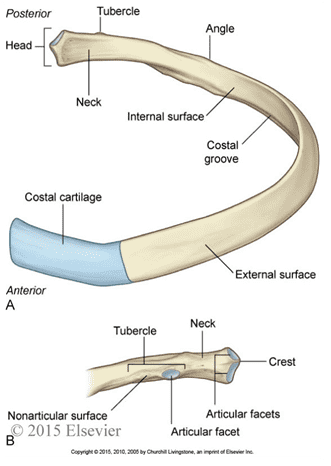 Posterior
Tubercle
Angle
Head
Neck
Internal surface
Costal
groove
Costal cartilage
External surface
Anterior
A
Tubercle
Neck
Crest
Nonarticular surface
Articular facets
Articular facet
B
© 2015 Elsevier
Copyright © 2015, 2010, 2005 by Churchill Livingstone, an imprint of Elsevier Inc.